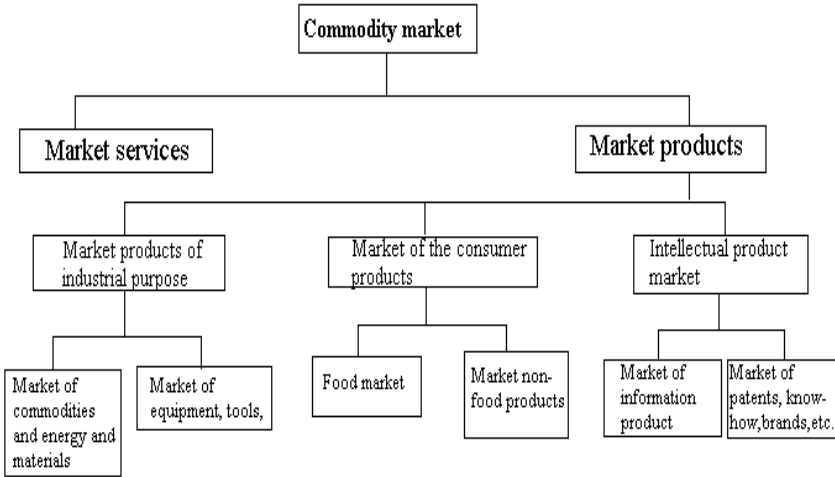 Commodity market
Market services
Market products
Market products of
industrial purpose
Market of the consumer
products
Intellectual product
market
Market of
commodities
and energy and
materials
Market of
equipment, tools,
Food market
Market non-
food products
Market of
information
product
Market of
patents, know-
how,brands,etc.